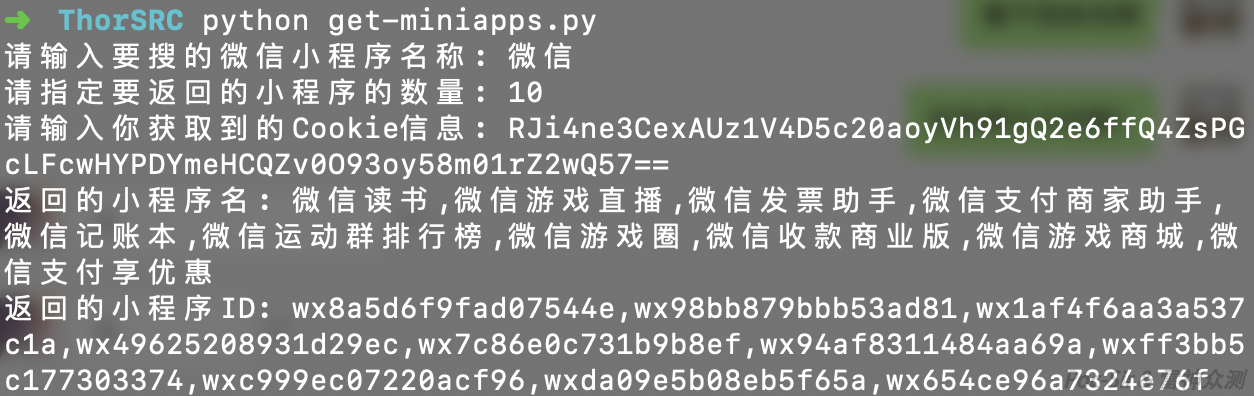 ➜ ThorSRC python get-miniapps.py
请输入要搜的微信小程序名称: 微信
请指定要返回的小程序的数量: 10
请输入你获取到的Cookie信息: RJi4ne3CexAUz1V4D5c20aoyVh91gQ2e6ffQ4ZsPG
cLFcwHYPDYmeHCQZv0O93oy58m01rZ2wQ57==
返回的小程序名: 微信读书,微信游戏直播,微信发票助手,微信支付商家助手,
微信记账本,微信运动群排行榜,微信游戏圈,微信收款商业版,微信游戏商城,微
信支付享优惠
返回的小程序ID: wx8a5d6f9fad07544e,wx98bb879bbb53ad81,wx1af4f6aa3a537
c1a,wx49625208931d29ec,wx7c86e0c731b9b8ef,wx94af8311484aa69a,wxff3bb5
c177303374,wxc999ec07220acf96,wxda09e5b08eb5f65a,wx654ce96a7324e76f